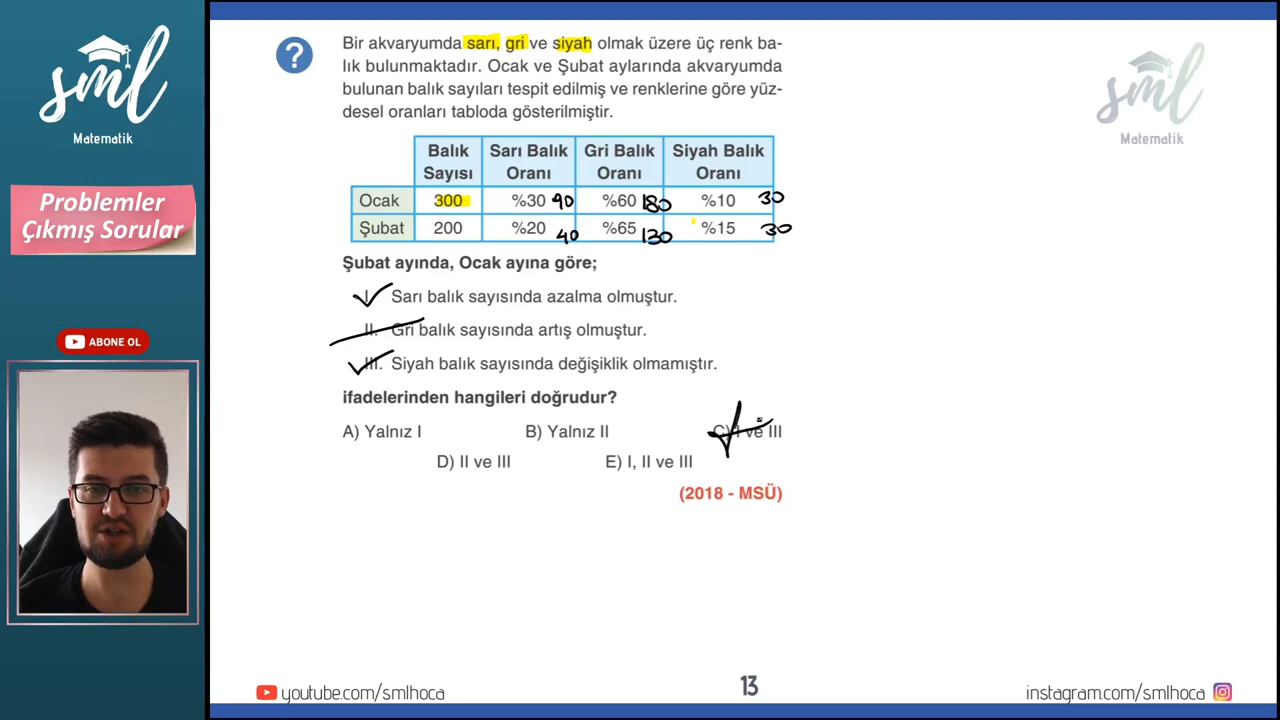 sml
Matematik
Problemler
Çıkmış Sorular
ABONE OL
?
Bir akvaryumda sarı, gri ve siyah olmak üzere üç renk ba-
lık bulunmaktadır. Ocak ve Şubat aylarında akvaryumda
bulunan balık sayıları tespit edilmiş ve renklerine göre yüz-
desel oranları tabloda gösterilmiştir.
Balık Sayısı Sarı Balık Oranı Gri Balık Oranı Siyah Balık Oranı
Ocak 300 %30 90 %60 180 %10 30
Şubat 200 %20 40 %65 130 %15 30
Şubat ayında, Ocak ayına göre;
I. Sarı balık sayısında azalma olmuştur.
II. Gri balık sayısında artış olmuştur.
III. Siyah balık sayısında değişiklik olmamıştır.
ifadelerinden hangileri doğrudur?
A) Yalnız I B) Yalnız II C) I ve III
D) II ve III E) I, II ve III
(2018 - MSÜ)
sml
Matematik
youtube.com/smlhoca
13
instagram.com/smlhoca